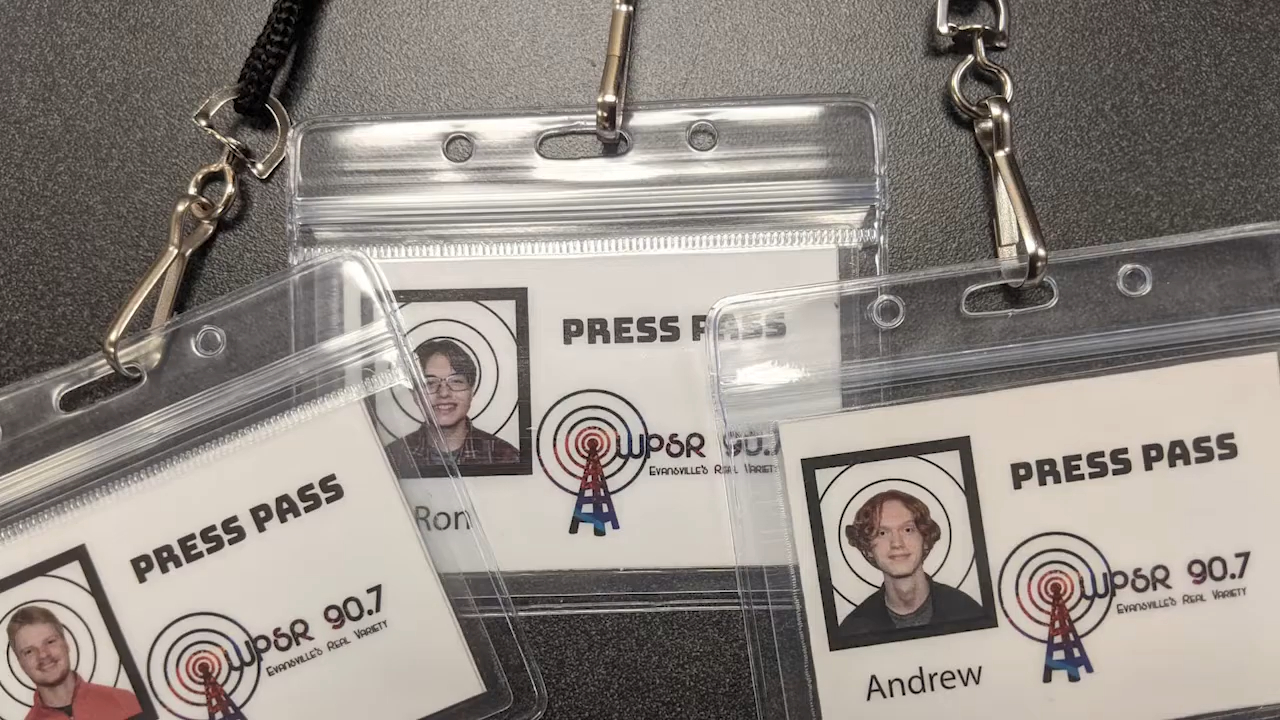 PRESS PASS
WPSR 90.7
EVANSVILLE'S REAL VARIETY
Ron
PRESS PASS
WPSR 90.7
EVANSVILLE'S REAL VARIETY
PRESS PASS
WPSR 90.7
EVANSVILLE'S REAL VARIETY
Andrew